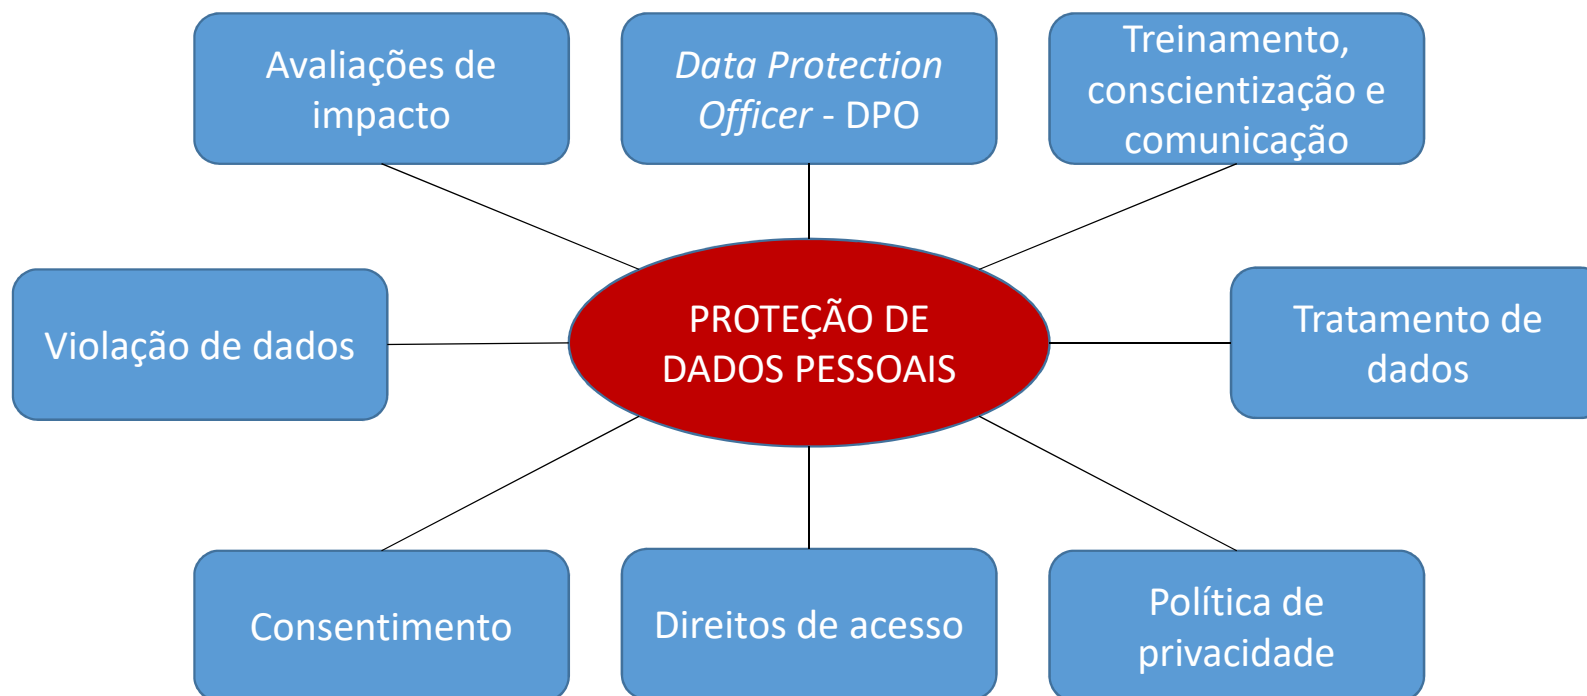 Avaliações de
impacto
Data Protection
Officer - DPO
Treinamento,
conscientização e
comunicação
Violação de dados
PROTEÇÃO DE
DADOS PESSOAIS
Tratamento de
dados
Consentimento
Direitos de acesso
Política de
privacidade